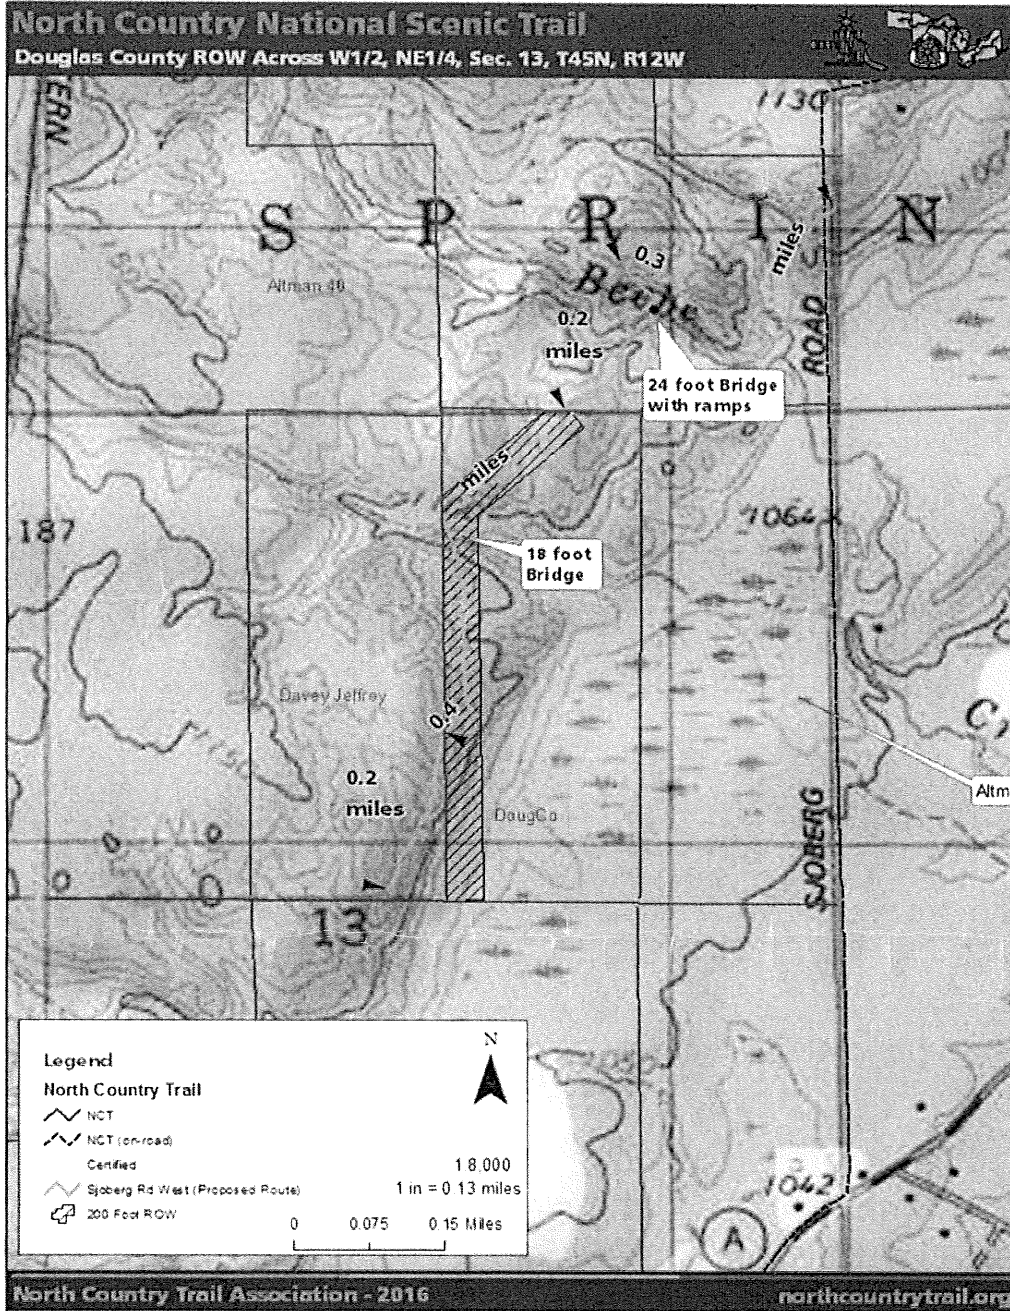 North Country National Scenic Trail
Douglas County ROW Across W1/2, NE1/4, Sec. 13, T45N, R12W
TERN
1130
S P R I N
0.3
miles
Altman 40
Beebe
0.2
miles
ROAD
24 foot Bridge
with ramps
miles
187
1064
18 foot
Bridge
Davey Jeffrey
0.4
0.2
miles
DougCo
Altm
SJOBERG
13
Legend
North Country Trail
NCT
NCT (on-road)
Certified
Sjoberg Rd West (Proposed Route)
200 Foot ROW
N
1 8,000
1 in = 0.13 miles
0 0.075 0.15 Miles
1042
A
North Country Trail Association - 2016
northcountrytrail.org